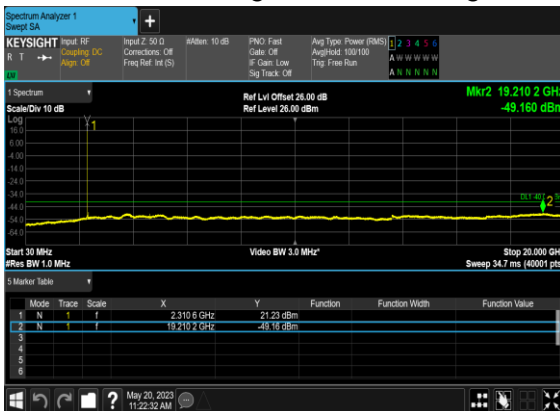 Spectrum Analyzer 1
Swept SA
KEYSIGHT
R T
LV
Input: RF
Coupling: DC
Align: Off
Input Z: 50 Ω
Corrections: Off
Freq Ref: Int (S)
#Atten: 10 dB
PNO: Fast
Gate: Off
IF Gain: Low
Sig Track: Off
Avg Type: Power (RMS)
Avg|Hold: 100/100
Trig: Free Run
1 2 3 4 5 6
A W W W W W
A N N N N N
1 Spectrum
Scale/Div 10 dB
Ref Lvl Offset 26.00 dB
Ref Level 26.00 dBm
Mkr2 19.210 2 GHz
-49.160 dBm
Log
16.0
6.00
-4.00
-14.0
-24.0
-34.0
-44.0
-54.0
-64.0
1
2
Start 30 MHz
#Res BW 1.0 MHz
Video BW 3.0 MHz*
Stop 20.000 GH
Sweep 34.7 ms (40001 pts
5 Marker Table
Mode Trace Scale X Y Function Function Width Function Value
1 N 1 f 2.310 6 GHz 21.23 dBm
2 N 1 f 19.210 2 GHz -49.16 dBm
3
4
5
6
?
May 20, 2023
11:22:32 AM